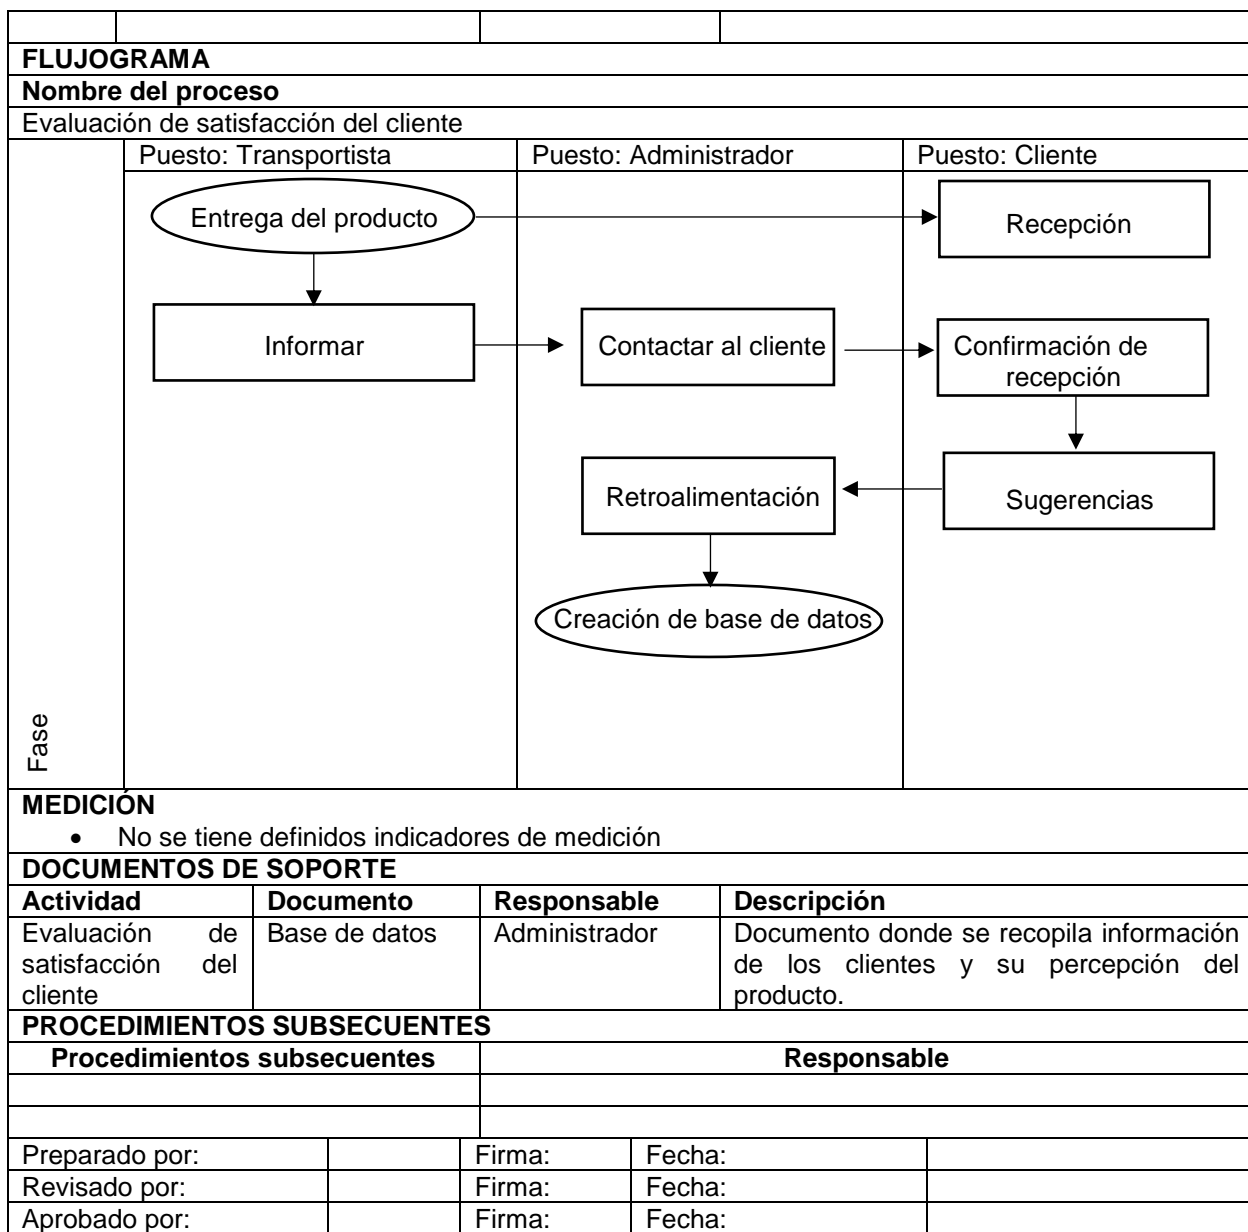 FLUJOGRAMA
Nombre del proceso
Evaluación de satisfacción del cliente
Fase
Puesto: Transportista
Puesto: Administrador
Puesto: Cliente
Entrega del producto
Recepción
Informar
Contactar al cliente
Confirmación de
recepción
Retroalimentación
Sugerencias
Creación de base de datos
MEDICIÓN
• No se tiene definidos indicadores de medición
DOCUMENTOS DE SOPORTE
Actividad
Documento
Responsable
Descripción
Evaluación de
satisfacción del
cliente
Base de datos
Administrador
Documento donde se recopila información
de los clientes y su percepción del
producto.
PROCEDIMIENTOS SUBSECUENTES
Procedimientos subsecuentes
Responsable
Preparado por:
Firma:
Fecha:
Revisado por:
Firma:
Fecha:
Aprobado por:
Firma:
Fecha: